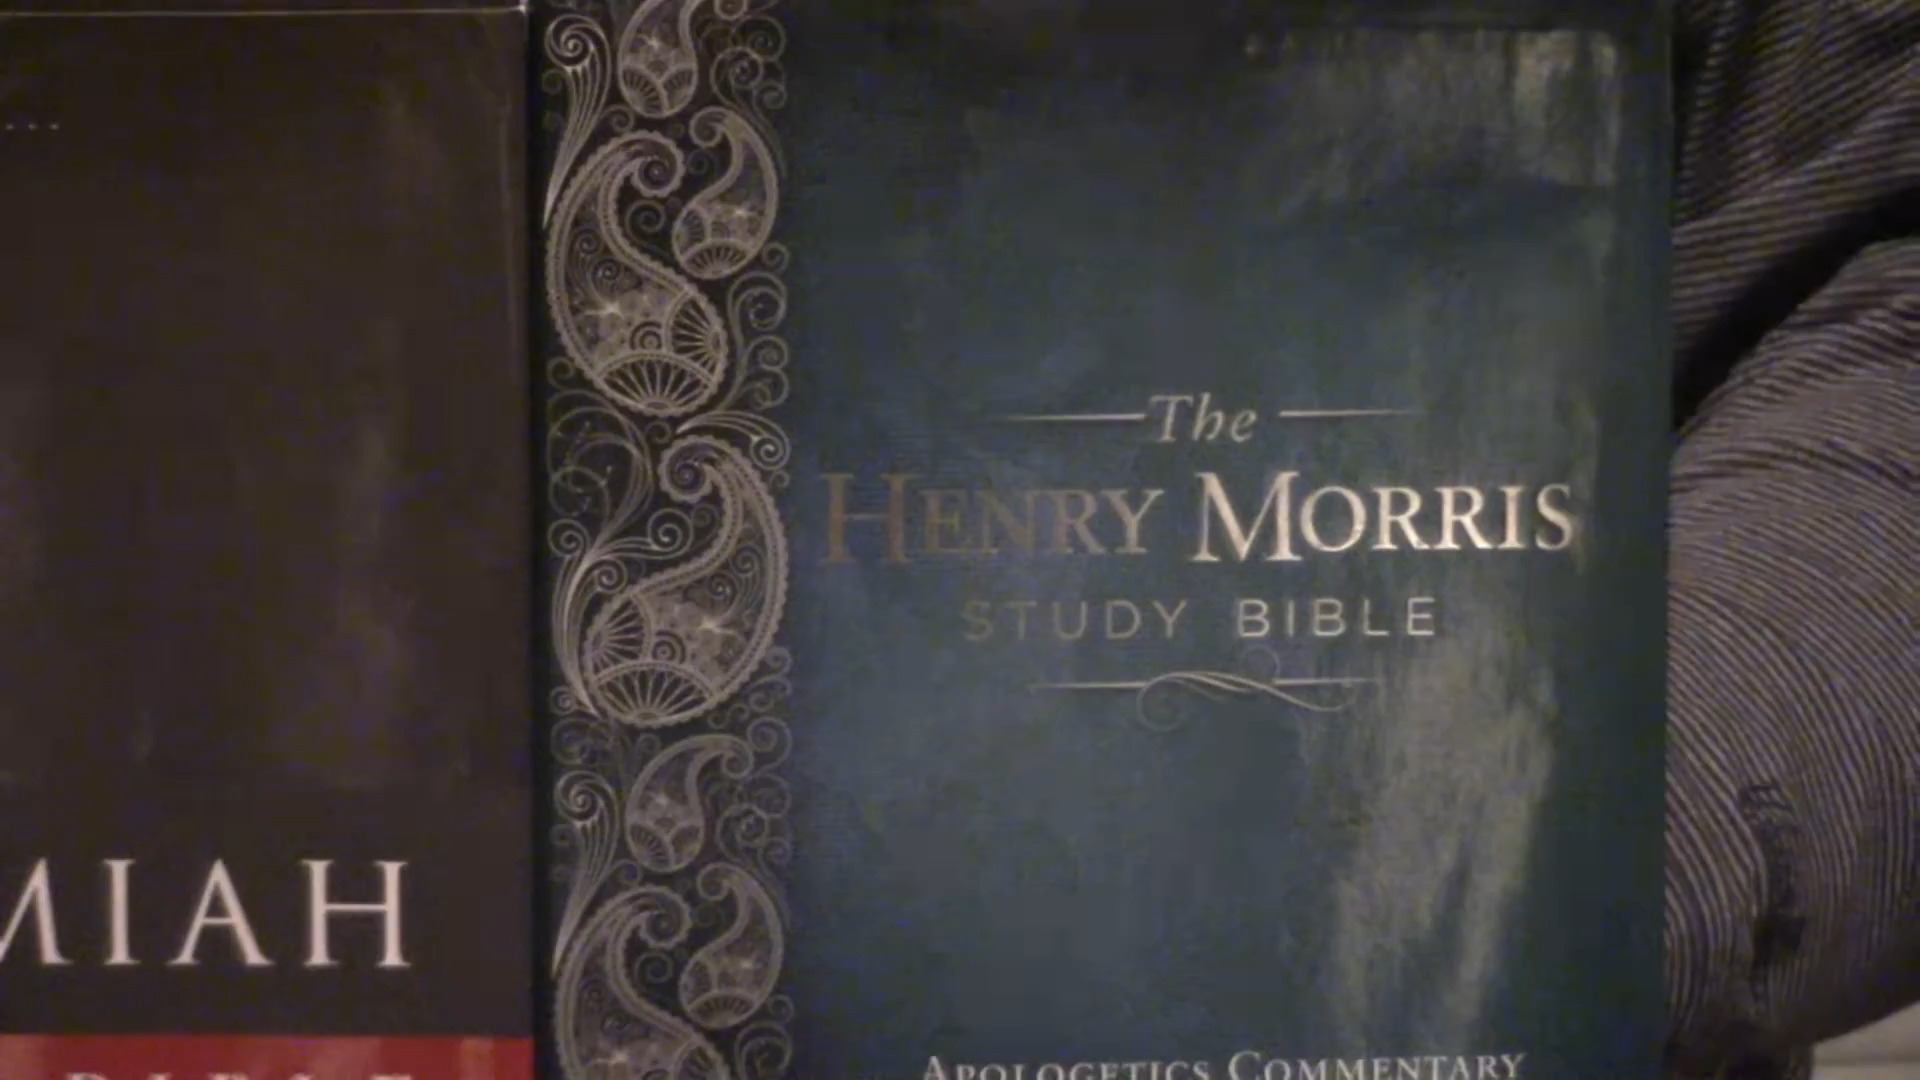 MIAH
The
HENRY MORRIS
STUDY BIBLE
APOLOGETICS COMMENTARY